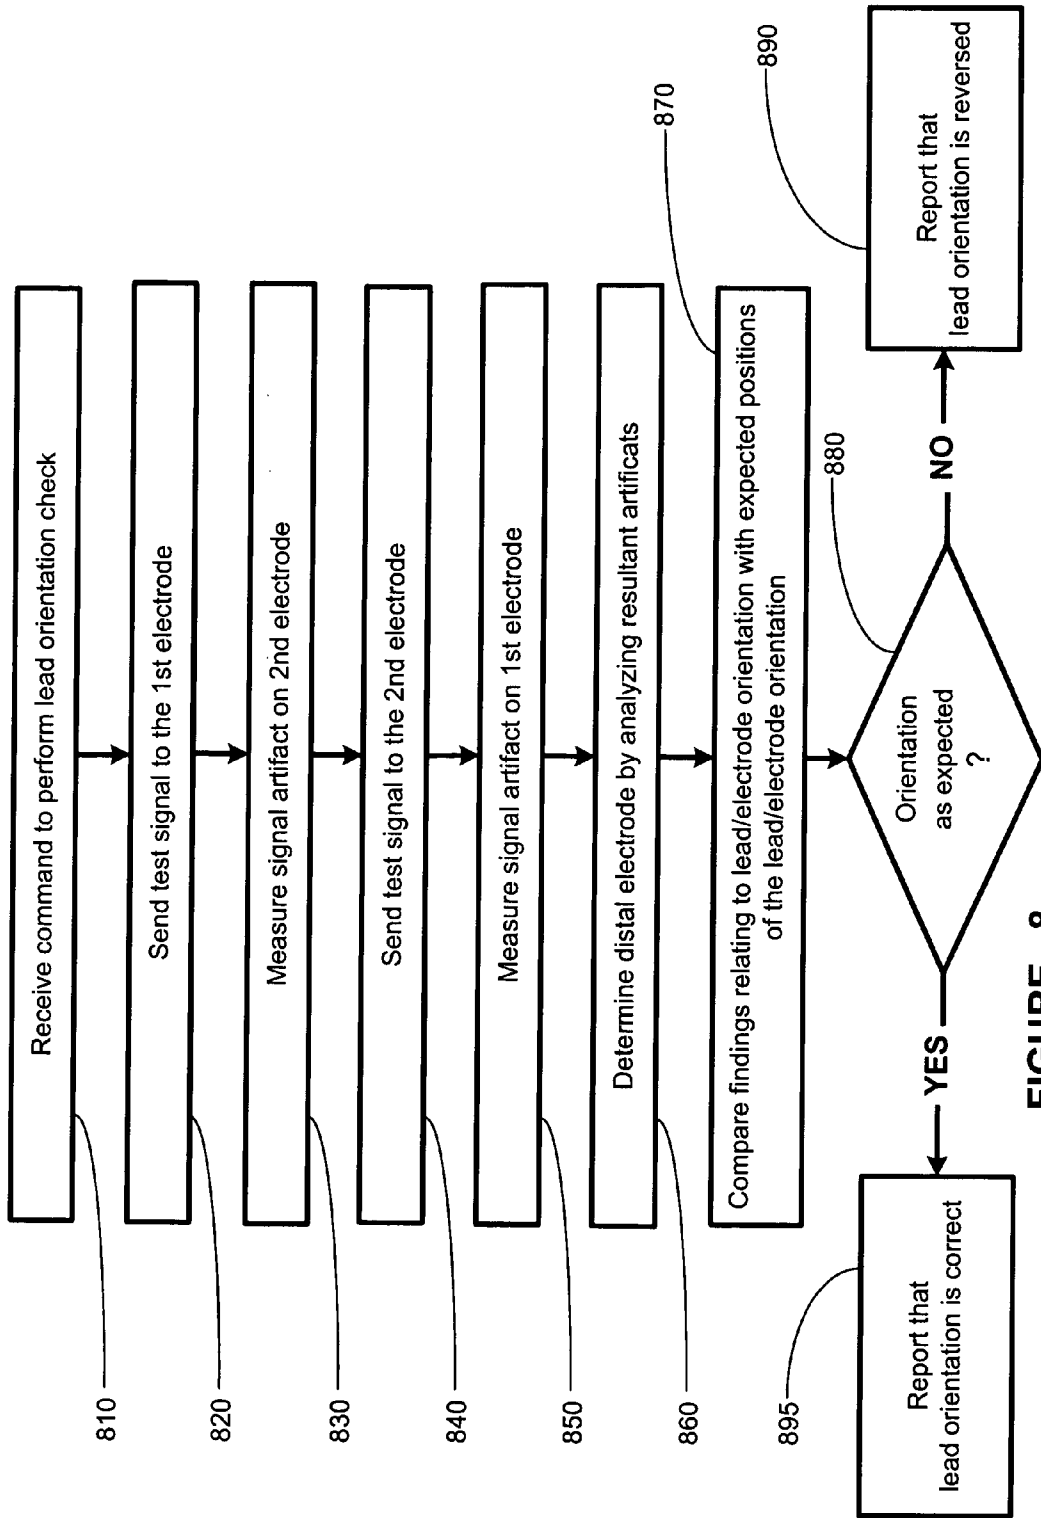 Receive command to perform lead orientation check
810
Send test signal to the 1st electrode
820
Measure signal artifact on 2nd electrode
830
Send test signal to the 2nd electrode
840
Measure signal artifact on 1st electrode
850
Determine distal electrode by analyzing resultant artificats
860
Compare findings relating to lead/electrode orientation with expected positions
of the lead/electrode orientation
870
Orientation
as expected
?
880
YES
NO
Report that
lead orientation is correct
895
Report that
lead orientation is reversed
890
FIGURE 8